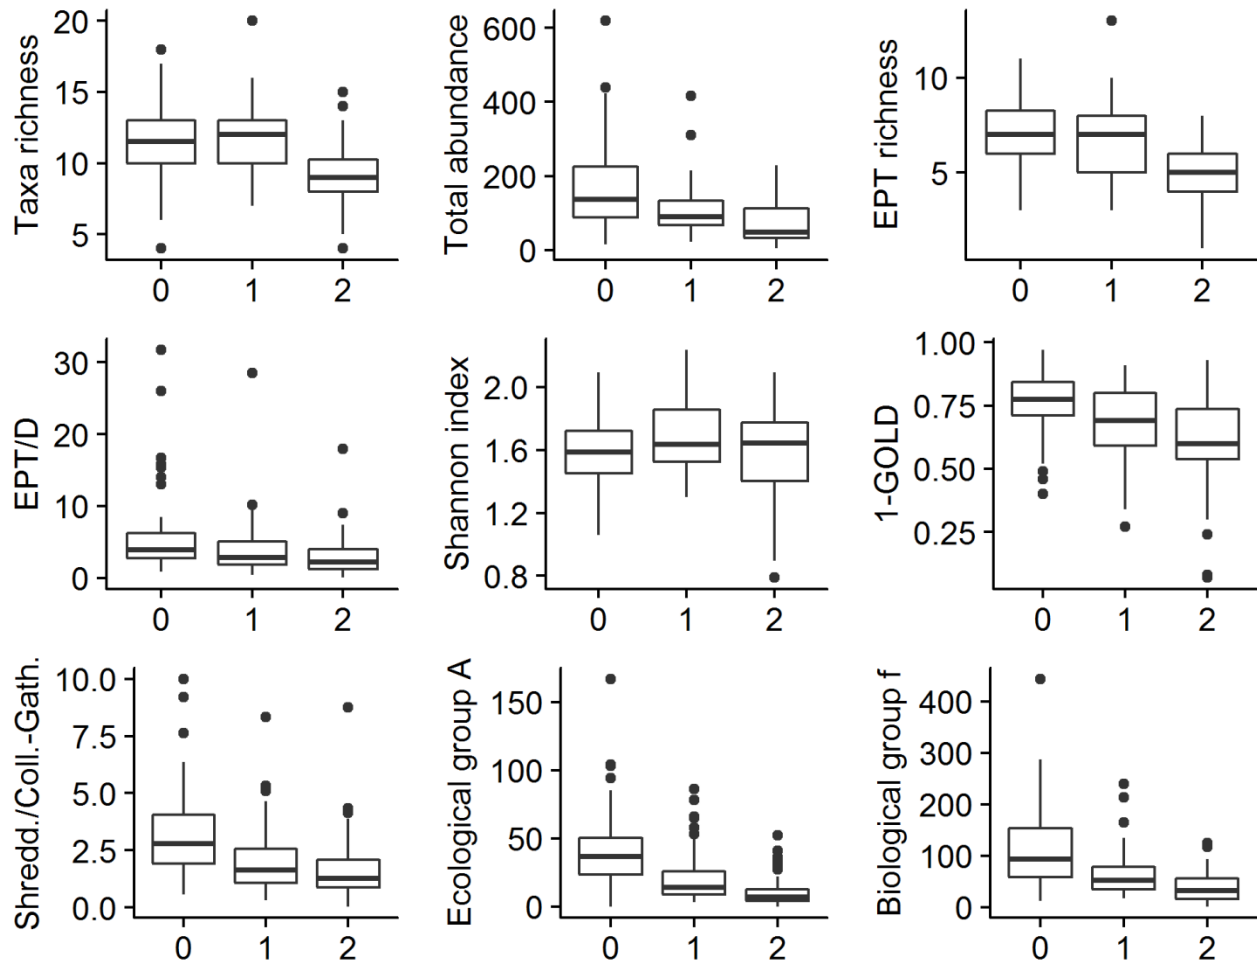 Taxa richness
20
15
10
5
0 1 2
Total abundance
600
400
200
0
0 1 2
EPT richness
10
5
0 1 2
EPT/D
30
20
10
0
0 1 2
Shannon index
2.0
1.6
1.2
0.8
0 1 2
1-GOLD
1.00
0.75
0.50
0.25
0 1 2
Shredd./Coll.-Gath.
10.0
7.5
5.0
2.5
0.0
0 1 2
Ecological group A
150
100
50
0
0 1 2
Biological group f
400
300
200
100
0
0 1 2